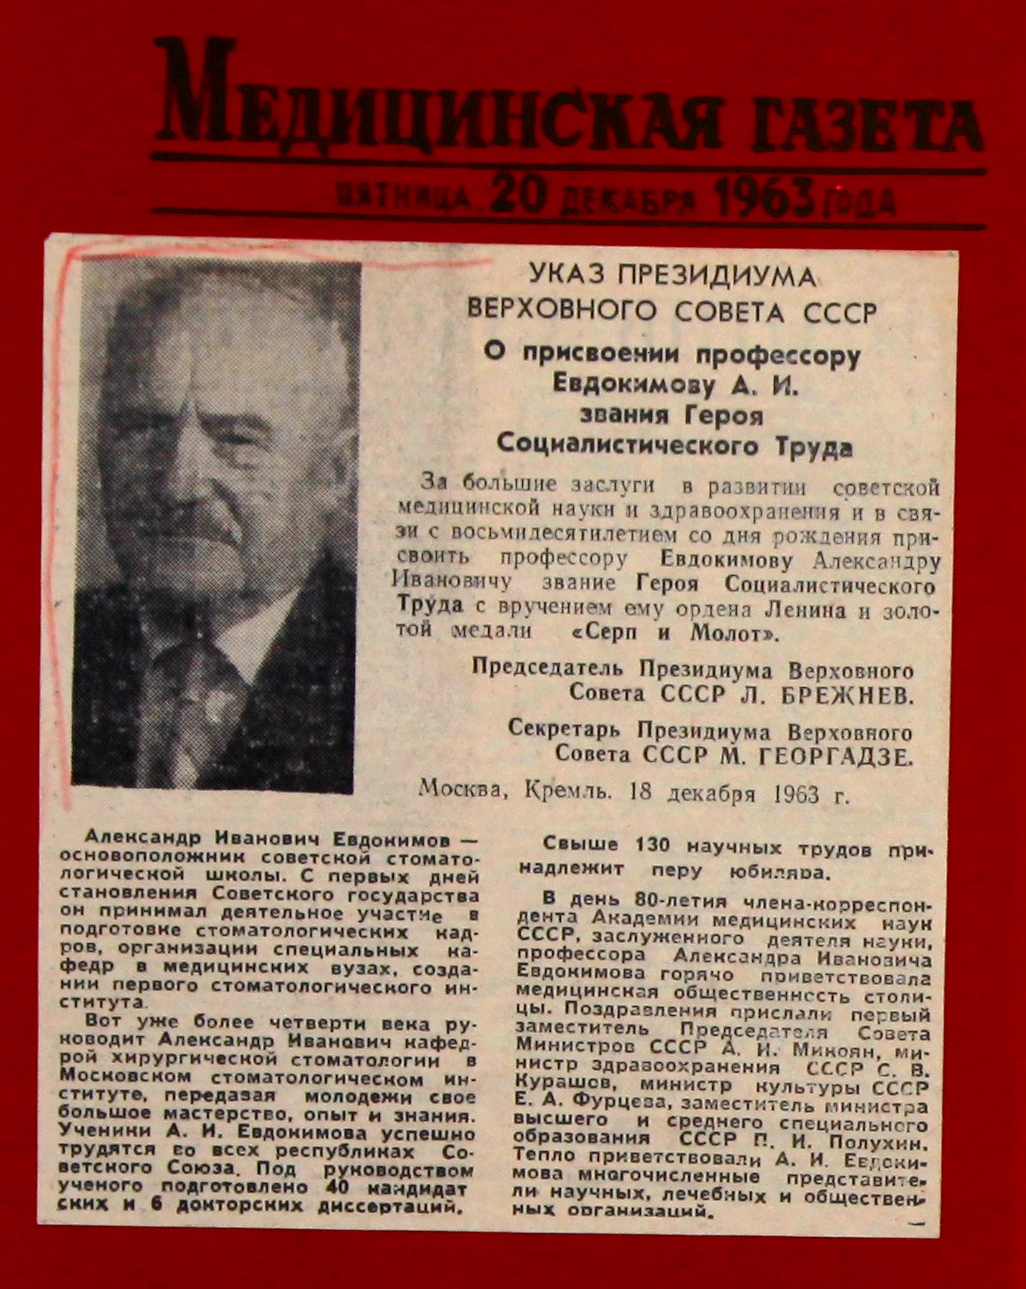 Медицинская газета
пятница 20 декабря 1963 года
УКАЗ ПРЕЗИДИУМА
ВЕРХОВНОГО СОВЕТА СССР
О присвоении профессору
Евдокимову А. И.
звания Героя
Социалистического Труда
За большие заслуги в развитии советской
медицинской науки и здравоохранения и в свя-
зи с восьмидесятилетием со дня рождения при-
своить профессору Евдокимову Александру
Ивановичу звание Героя Социалистического
Труда с вручением ему ордена Ленина и золо-
той медали «Серп и Молот».
Председатель Президиума Верховного
Совета СССР Л. БРЕЖНЕВ.
Секретарь Президиума Верховного
Совета СССР М. ГЕОРГАДЗЕ.
Москва, Кремль. 18 декабря 1963 г.
Александр Иванович Евдокимов —
основоположник советской стомато-
логической школы. С первых дней
становления Советского государства
он принимал деятельное участие в
подготовке стоматологических кад-
ров, организации специальных ка-
федр в медицинских вузах, созда-
нии первого стоматологического ин-
ститута.
Вот уже более четверти века ру-
ководит Александр Иванович кафед-
рой хирургической стоматологии в
Московском стоматологическом ин-
ституте, передавая молодежи свое
большое мастерство, опыт и знания.
Ученики А. И. Евдокимова успешно
трудятся во всех республиках Со-
ветского Союза. Под руководством
ученого подготовлено 40 кандидат
ских и 6 докторских диссертаций.
Свыше 130 научных трудов при-
надлежит перу юбиляра.
В день 80-летия члена-корреспон-
дента Академии медицинских наук
СССР, заслуженного деятеля науки,
профессора Александра Ивановича
Евдокимова горячо приветствовала
медицинская общественность столи-
цы. Поздравления прислали первый
заместитель Председателя Совета
Министров СССР А. И. Микоян, ми-
нистр здравоохранения СССР С. В.
Курашов, министр культуры СССР
Е. А. Фурцева, заместитель министра
высшего и среднего специального
образования СССР П. И. Полухин.
Тепло приветствовали А. И. Евдоки-
мова многочисленные представите-
ли научных, лечебных и обществен-
ных организаций.